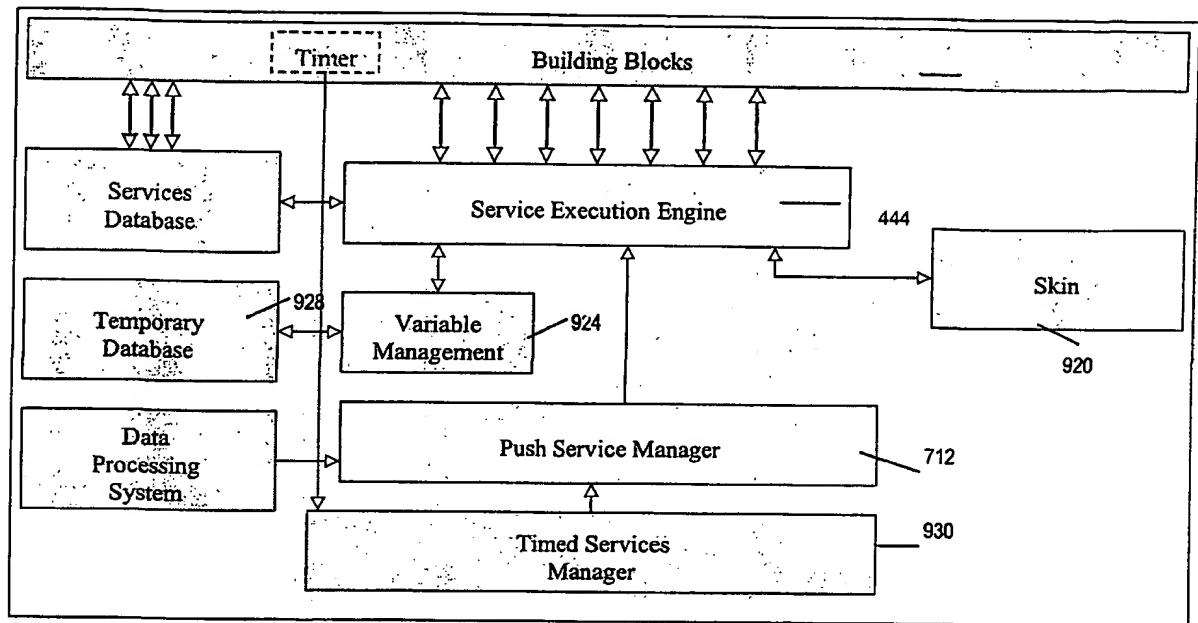 Timer
Building Blocks
Services
Database
Service Execution Engine
444
Skin
920
Temporary
Database
928
Variable
Management
924
Data
Processing
System
Push Service Manager
712
Timed Services
Manager
930